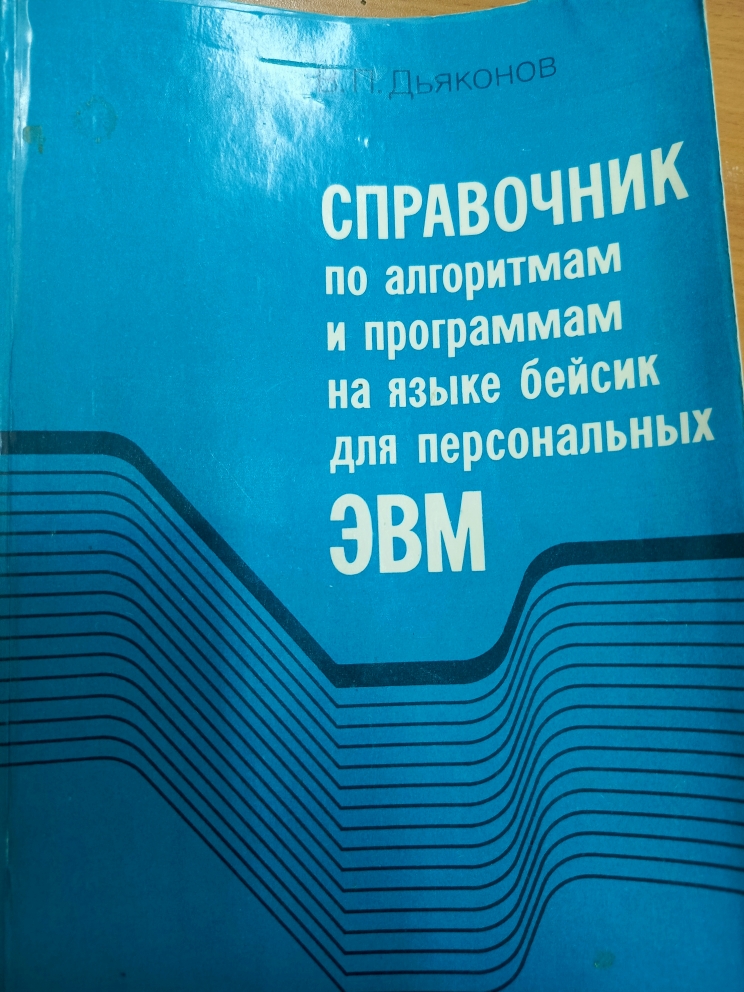 В.П. Дьяконов
СПРАВОЧНИК
по алгоритмам
и программам
на языке бейсик
для персональных
ЭВМ